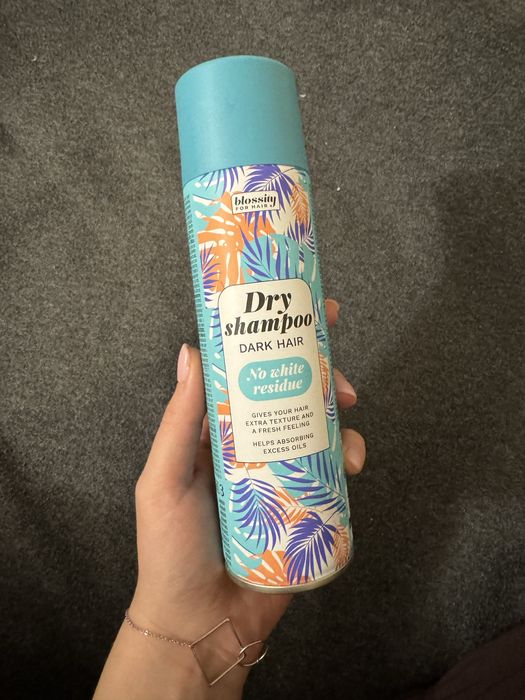 blossity
FOR HAIR
Dry
shampoo
DARK HAIR
No white
residue
GIVES YOUR HAIR
EXTRA TEXTURE AND
A FRESH FEELING
HELPS ABSORBING
EXCESS OILS